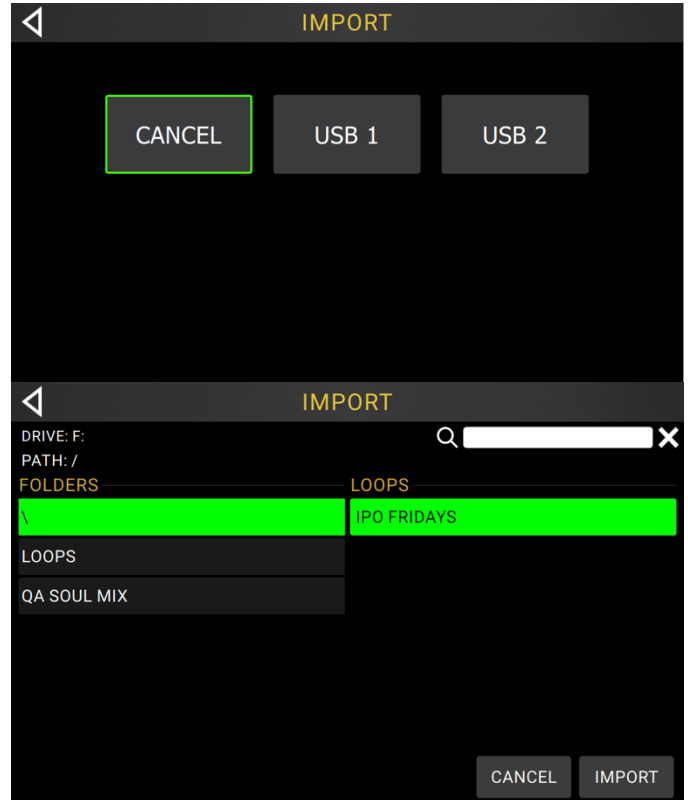 IMPORT
CANCEL USB 1 USB 2
IMPORT
DRIVE: F:
PATH: /
FOLDERS LOOPS
\ IPO FRIDAYS
LOOPS
QA SOUL MIX
CANCEL IMPORT